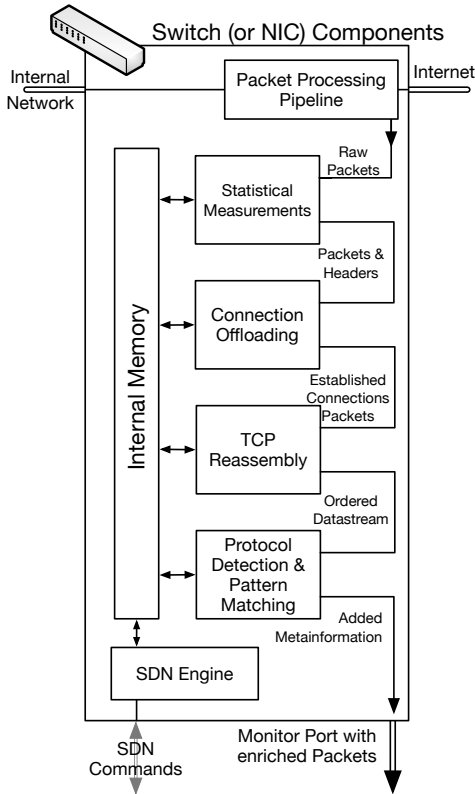 Switch (or NIC) Components
Internal
Network
Internet
Packet Processing
Pipeline
Raw
Packets
Statistical
Measurements
Packets &
Headers
Connection
Offloading
Established
Connections
Packets
Internal Memory
TCP
Reassembly
Ordered
Datastream
Protocol
Detection &
Pattern
Matching
Added
Metainformation
SDN Engine
SDN
Commands
Monitor Port with
enriched Packets